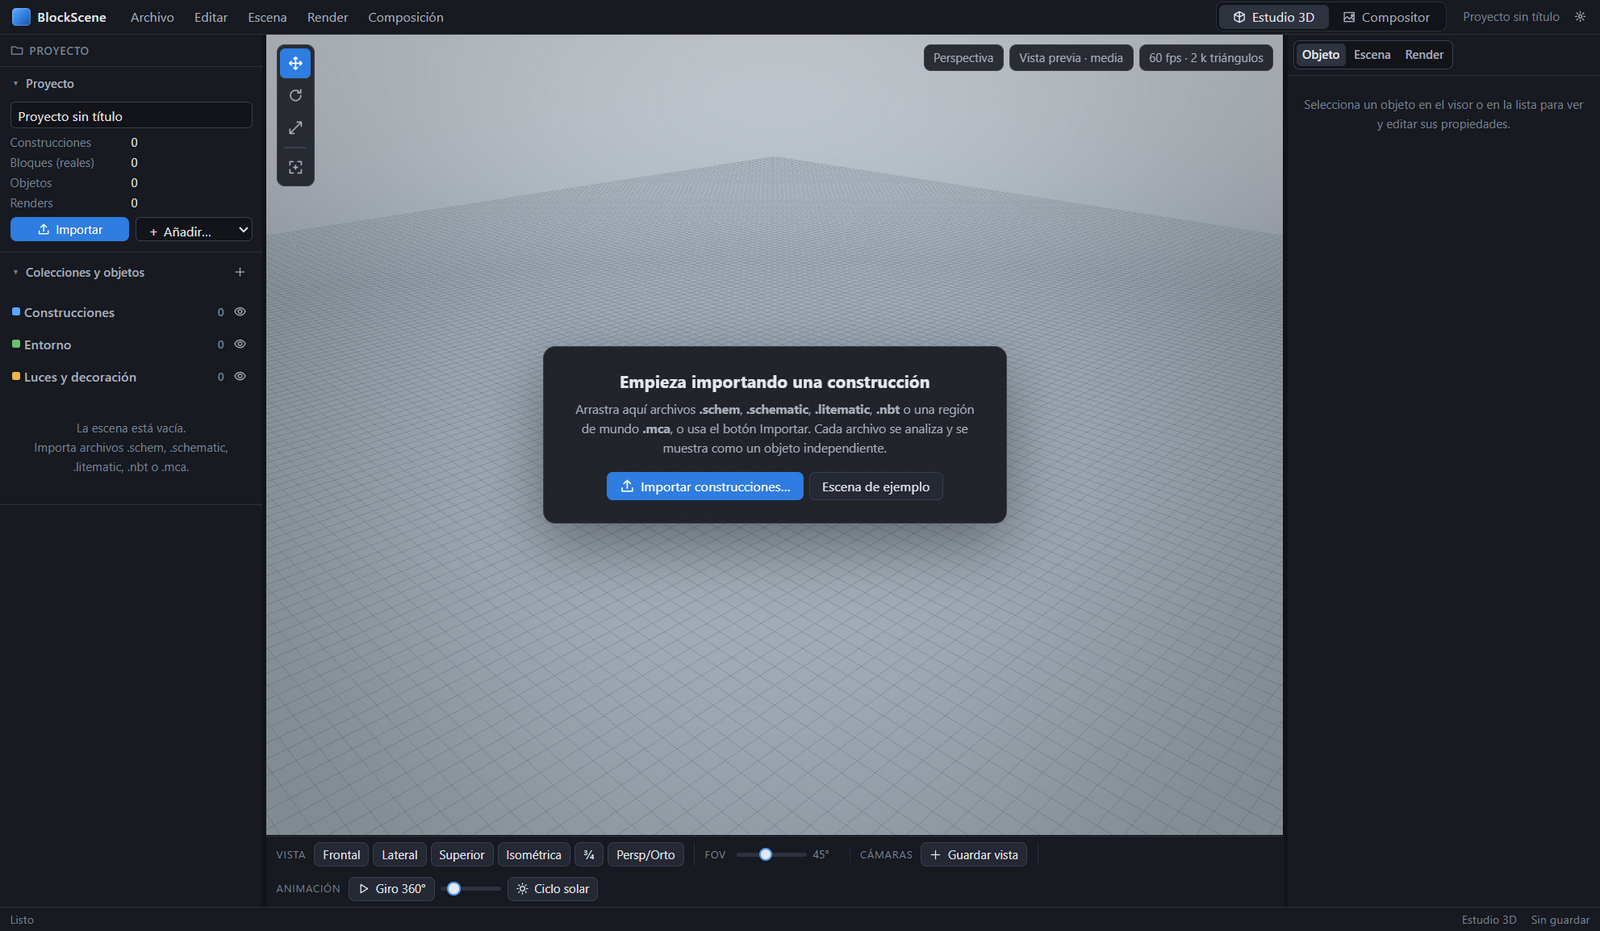 BlockScene Archivo Editar Escena Render Composición Estudio 3D Compositor Proyecto sin título
PROYECTO
Proyecto
Proyecto sin título
Construcciones 0
Bloques (reales) 0
Objetos 0
Renders 0
Importar + Añadir...
Colecciones y objetos +
Construcciones 0
Entorno 0
Luces y decoración 0
La escena está vacía.
Importa archivos .schem, .schematic,
.litematic, .nbt o .mca.
Perspectiva Vista previa · media 60 fps · 2 k triángulos
Empieza importando una construcción
Arrastra aquí archivos .schem, .schematic, .litematic, .nbt o una región
de mundo .mca, o usa el botón Importar. Cada archivo se analiza y se
muestra como un objeto independiente.
Importar construcciones... Escena de ejemplo
Objeto Escena Render
Selecciona un objeto en el visor o en la lista para ver
y editar sus propiedades.
VISTA Frontal Lateral Superior Isométrica ¾ Persp/Orto FOV 45° CÁMARAS + Guardar vista
ANIMACIÓN Giro 360° Ciclo solar
Listo Estudio 3D Sin guardar